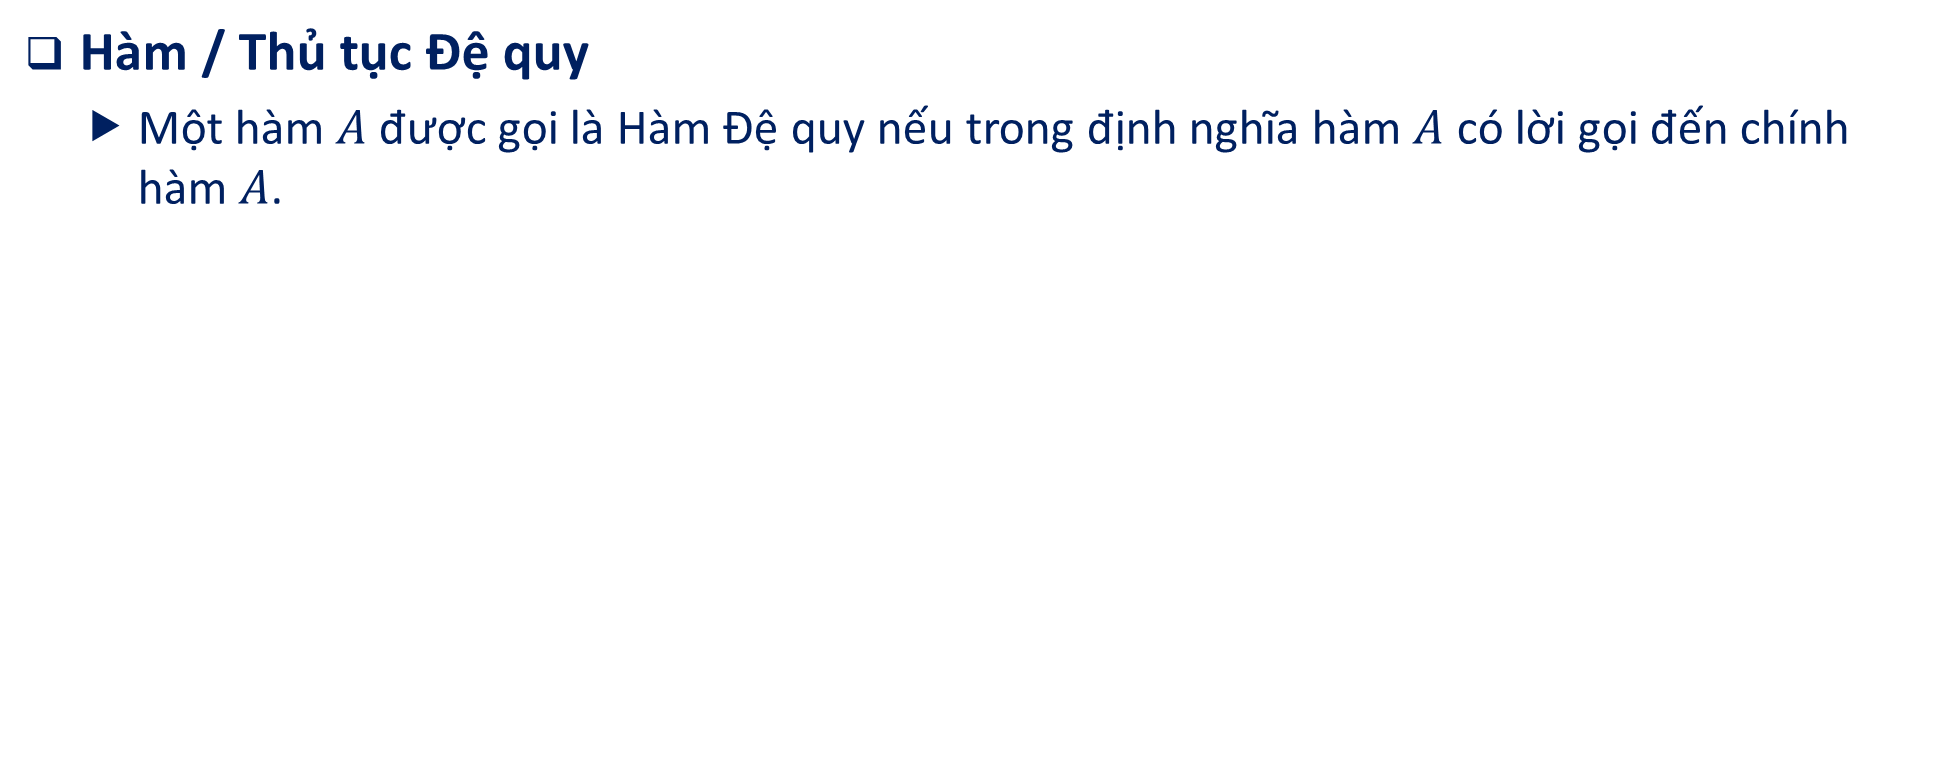 ❑ Hàm / Thủ tục Đệ quy
▶ Một hàm A được gọi là Hàm Đệ quy nếu trong định nghĩa hàm A có lời gọi đến chính
hàm A.